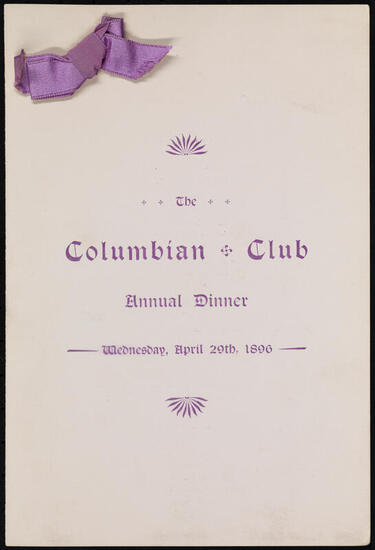 The
Columbian Club
Annual Dinner
Wednesday, April 29th, 1896